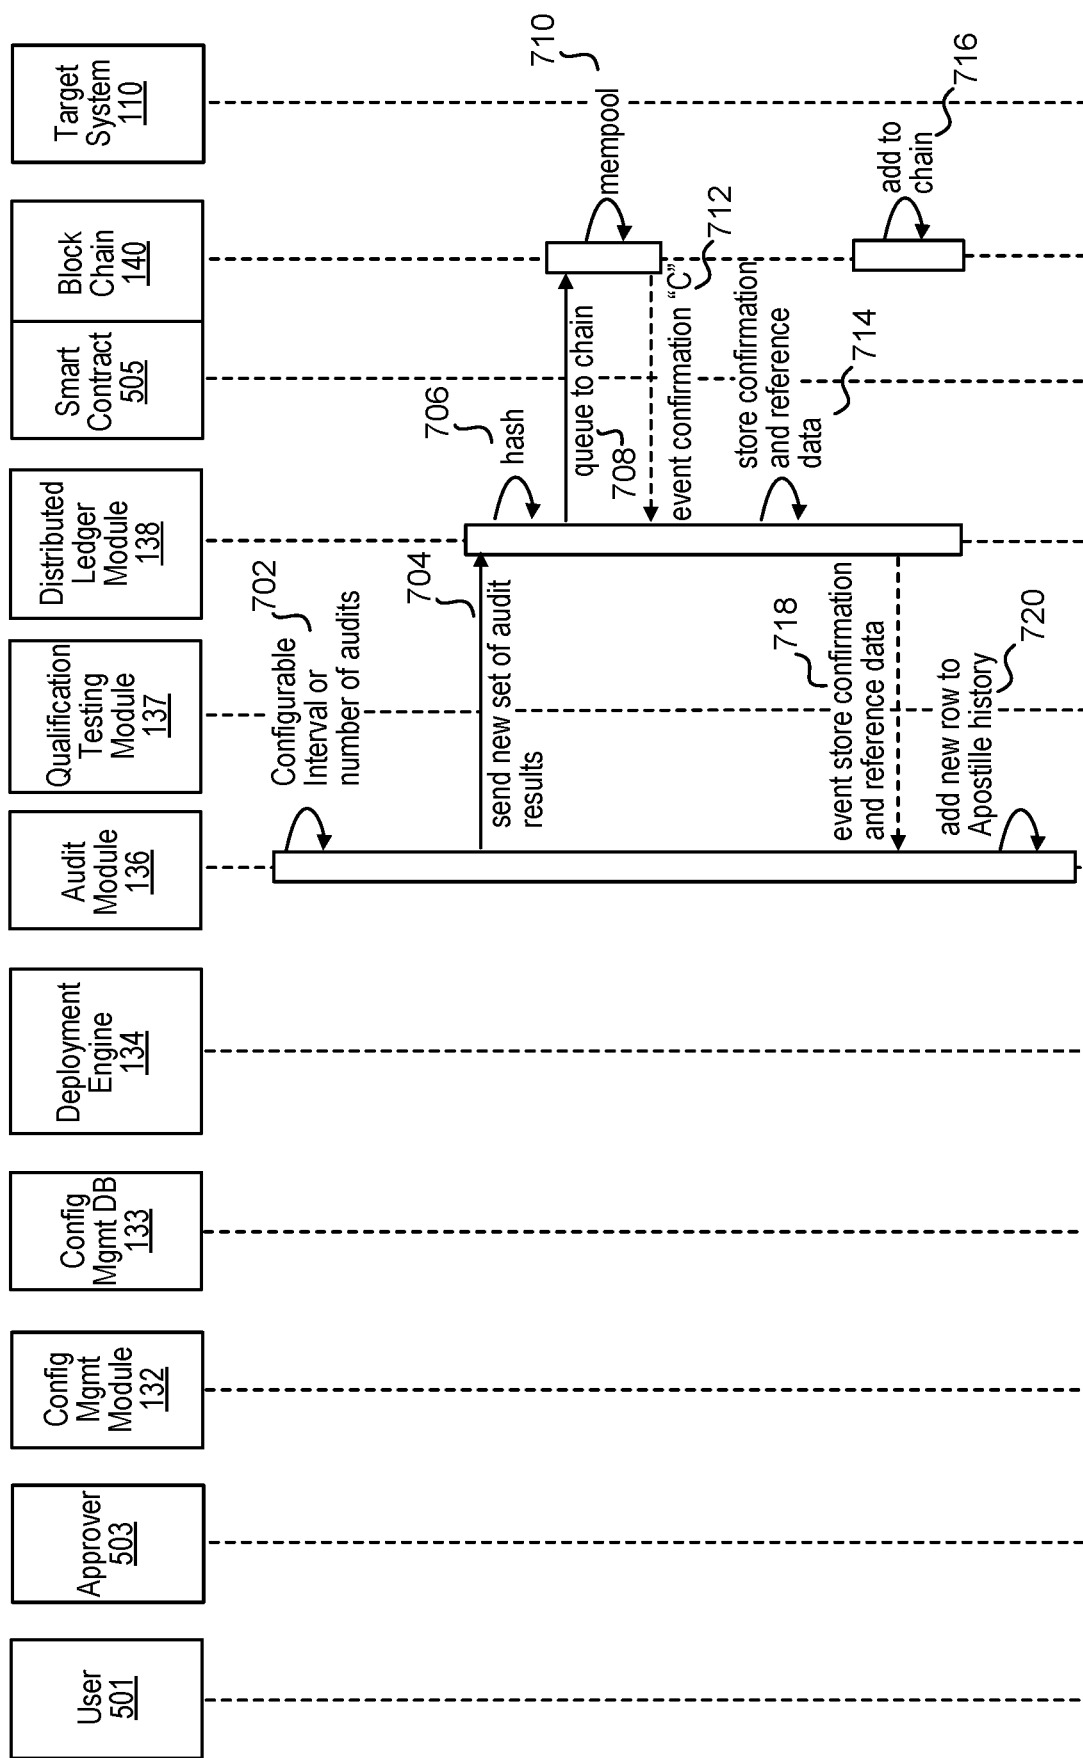 User
501
Approver
503
Config
Mgmt
Module
132
Config
Mgmt DB
133
Deployment
Engine
134
Audit
Module
136
Qualification
Testing
Module
137
Distributed
Ledger
Module
138
Smart
Contract
505
Block
Chain
140
Target
System
110
702
Configurable
Interval or
number of audits
704
send new set of audit
results
706
hash
queue to chain
708
710
mempool
event confirmation “C”
712
store confirmation
and reference
data
714
add to
chain
716
718
event store confirmation
and reference data
add new row to
Apostille history
720